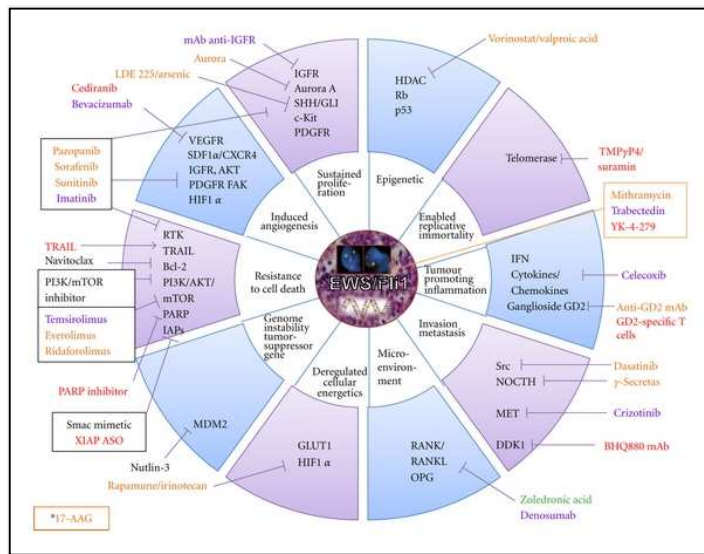 mAb anti-IGFR
Aurora
LDE 225/arsenic
Cediranib
Bevacizumab
Pazopanib
Sorafenib
Sunitinib
Imatinib
TRAIL
Navitoclax
PI3K/mTOR
inhibitor
Temsirolimus
Everolimus
Ridaforolimus
PARP inhibitor
Smac mimetic
XIAP ASO
Nutlin-3
Rapamune/irinotecan
*17-AAG
IGFR
Aurora A
SHH/GLI
c-Kit
PDGFR
Sustained prolife-
ration
VEGFR
SDF1α/CXCR4
IGFR, AKT
PDGFR FAK
HIF1 α
Induced
angiogenesis
RTK
TRAIL
Bcl-2
PI3K/AKT/
mTOR
PARP
IAPs
Resistance
to cell death
MDM2
Genome
instability
tumor-
suppressor
gene
GLUT1
HIF1 α
Deregulated
cellular
energetics
EWS/Fli1
HDAC
Rb
p53
Epigenetic
Vorinostat/valproic acid
Telomerase
TMPγP4/
suramin
Enabled
replicative
immortality
Mithramycin
Trabectedin
YK-4-279
IFN
Cytokines/
Chemokines
Ganglioside GD2
Tumour
promoting
inflammation
Celecoxib
Anti-GD2 mAb
GD2-specific T
cells
Src
NOCTH
MET
DDK1
Invasion
metastasis
Dasatinib
γ-Secretas
Crizotinib
BHQ880 mAb
RANK/
RANKL
OPG
Micro-
environ-
ment
Zoledronic acid
Denosumab